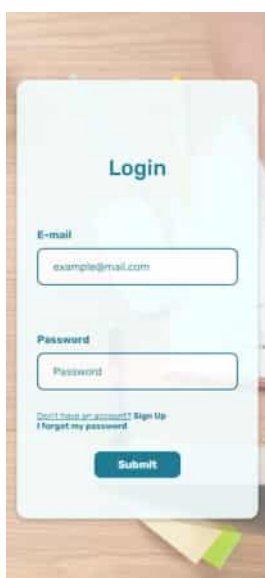 Login
E-mail
example@mail.com
Password
Password
Don't have an account? Sign Up
I forgot my password
Submit